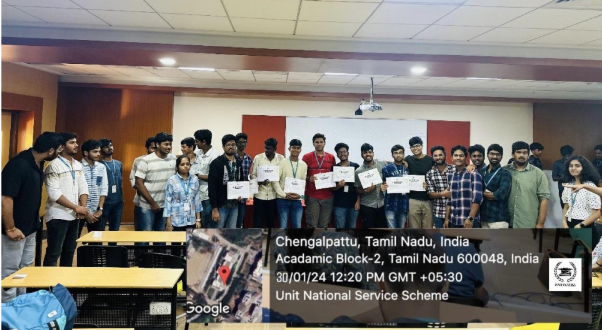 Chengalpattu, Tamil Nadu, India
Acadamic Block-2, Tamil Nadu 600048, India
30/01/24 12:20 PM GMT +05:30
Unit National Service Scheme
Google